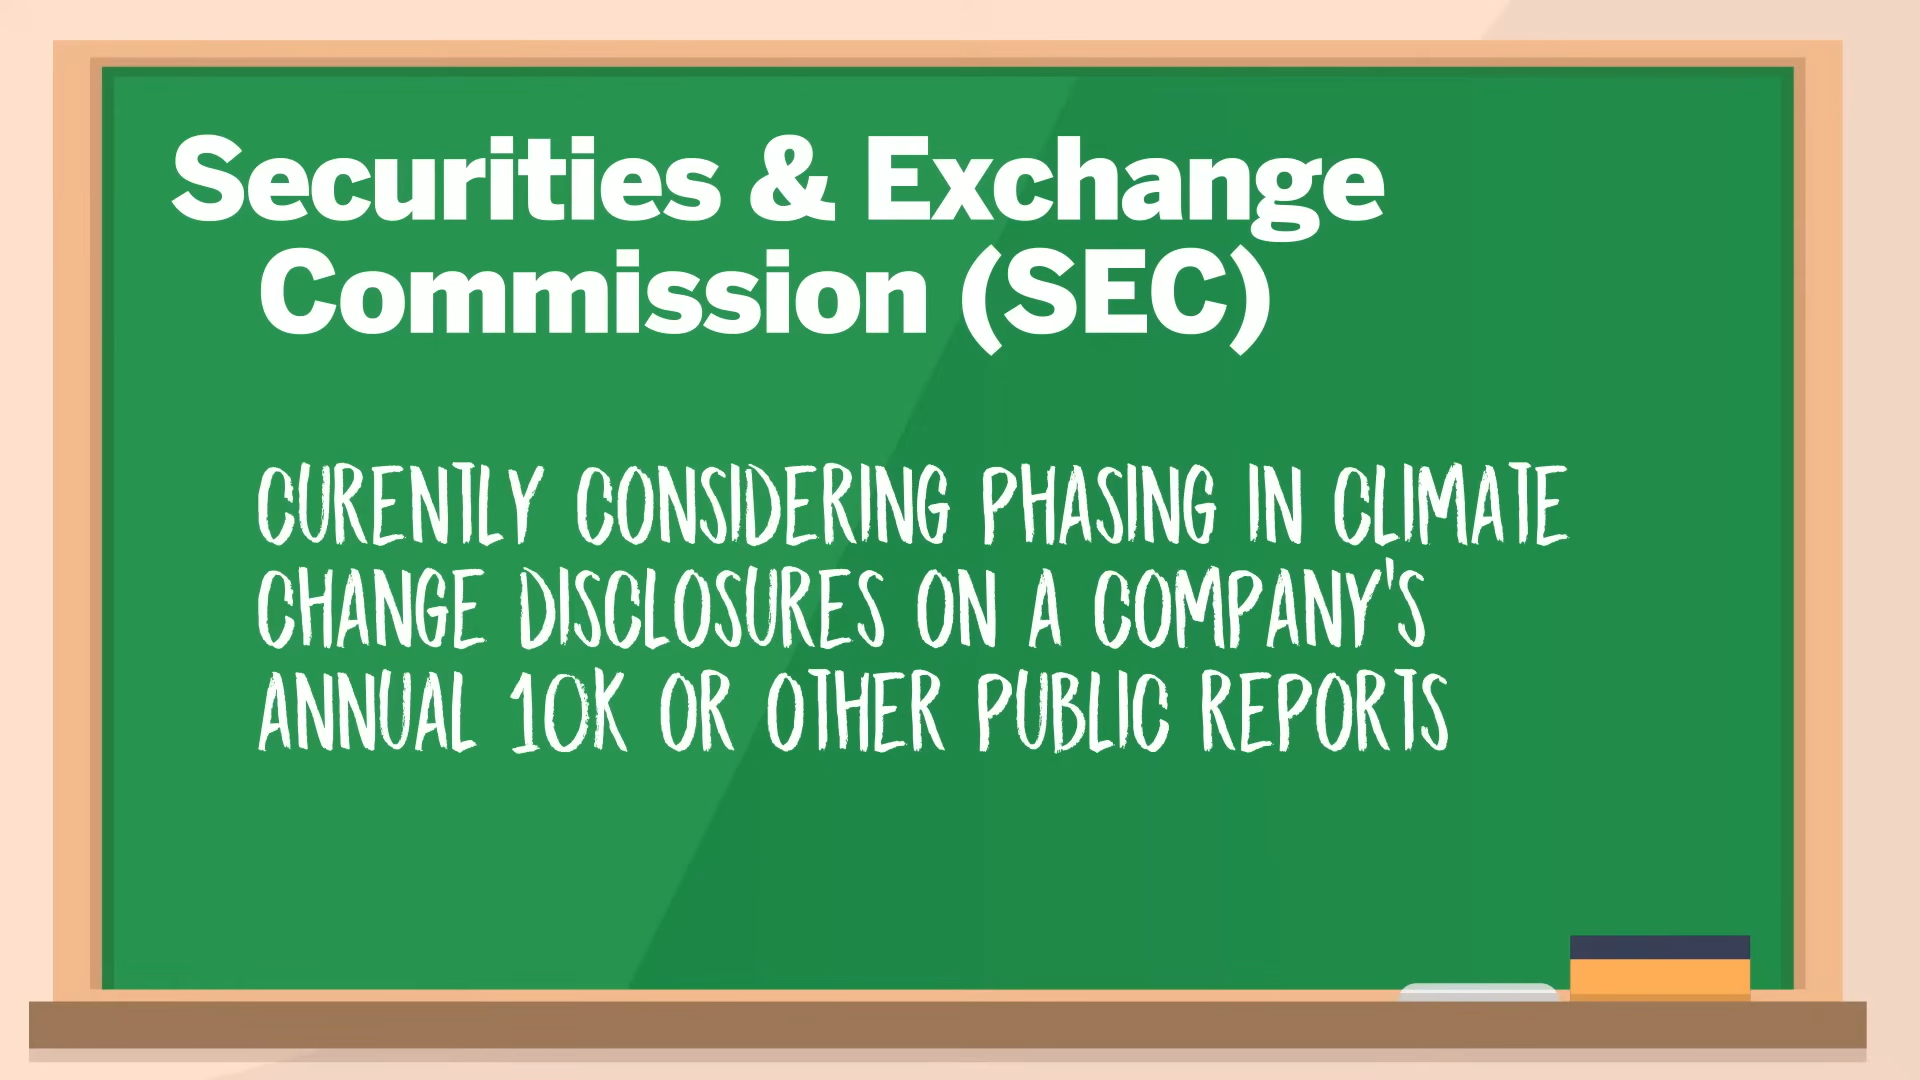 Securities & Exchange
Commission (SEC)
CURENTLY CONSIDERING PHASING IN CLIMATE
CHANGE DISCLOSURES ON A COMPANY'S
ANNUAL 10K OR OTHER PUBLIC REPORTS